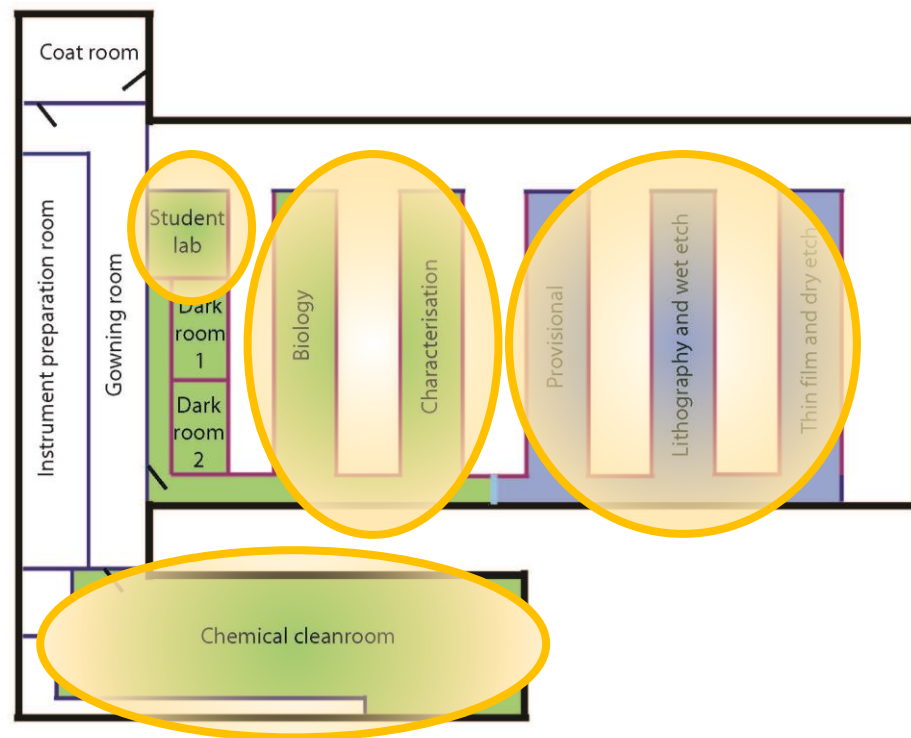 Coat room
Instrument preparation room
Gowning room
Student
lab
Dark
room
1
Dark
room
2
Biology
Characterisation
Provisional
Lithography and wet etch
Thin film and dry etch
Chemical cleanroom